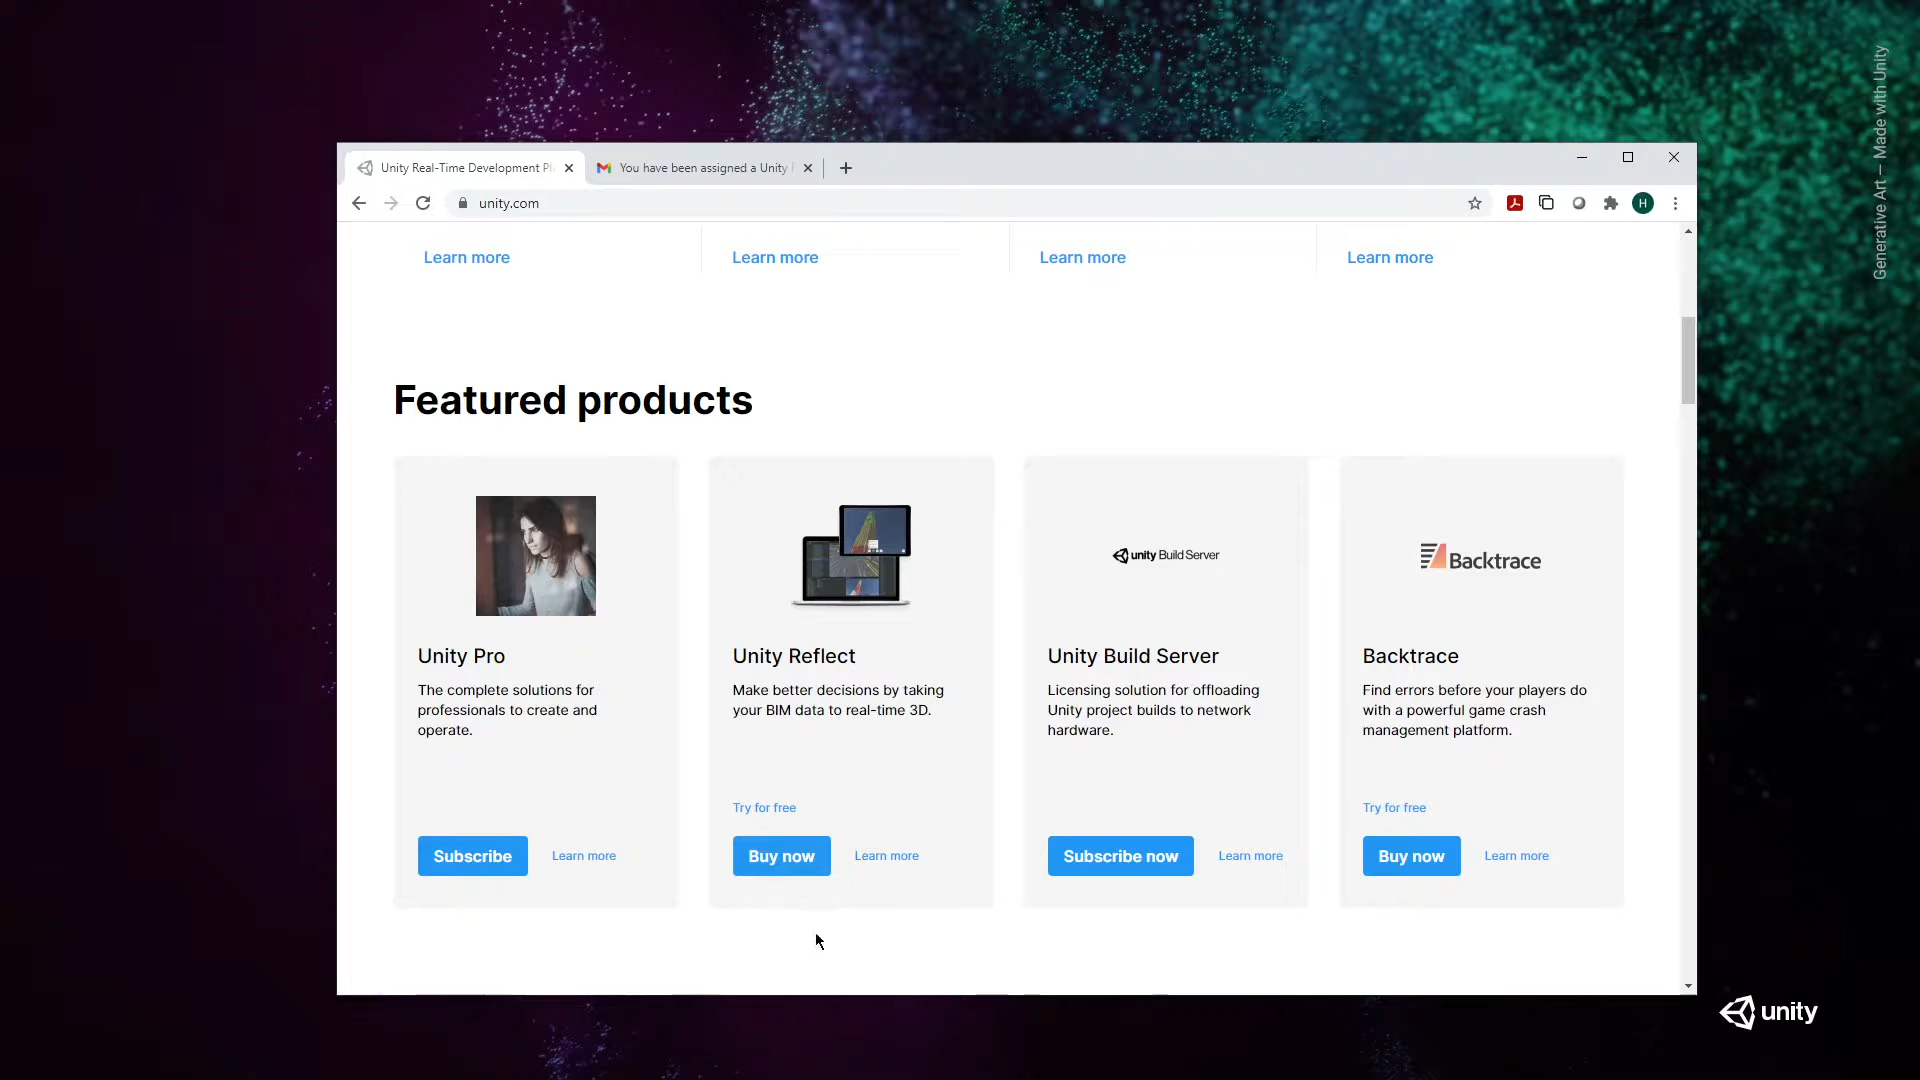 Generative Art — Made with Unity
Unity Real-Time Development Pl
You have been assigned a Unity
unity.com
H
Learn more
Learn more
Learn more
Learn more
Featured products
unity Build Server
Backtrace
Unity Pro
The complete solutions for
professionals to create and
operate.
Subscribe
Learn more
Unity Reflect
Make better decisions by taking
your BIM data to real-time 3D.
Try for free
Buy now
Learn more
Unity Build Server
Licensing solution for offloading
Unity project builds to network
hardware.
Subscribe now
Learn more
Backtrace
Find errors before your players do
with a powerful game crash
management platform.
Try for free
Buy now
Learn more
unity